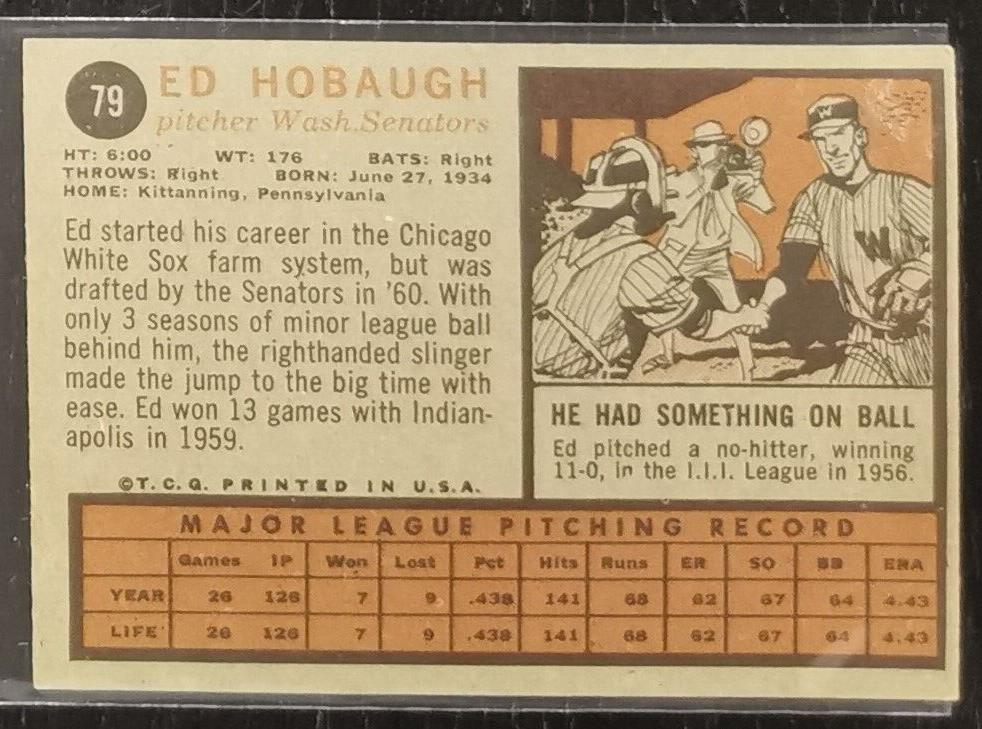 79
ED HOBAUGH
pitcher Wash.Senators
HT: 6:00 WT: 176 BATS: Right
THROWS: Right BORN: June 27, 1934
HOME: Kittanning, Pennsylvania
Ed started his career in the Chicago
White Sox farm system, but was
drafted by the Senators in '60. With
only 3 seasons of minor league ball
behind him, the righthanded slinger
made the jump to the big time with
ease. Ed won 13 games with Indian-
apolis in 1959.
©T.C.G. PRINTED IN U.S.A.
W
W
HE HAD SOMETHING ON BALL
Ed pitched a no-hitter, winning
11-0, in the I.I.I. League in 1956.
MAJOR LEAGUE PITCHING RECORD
Games IP Won Lost Pct Hits Runs ER SO BB ERA
YEAR 26 126 7 9 .438 141 68 62 67 64 4.43
LIFE 26 126 7 9 .438 141 68 62 67 64 4.43